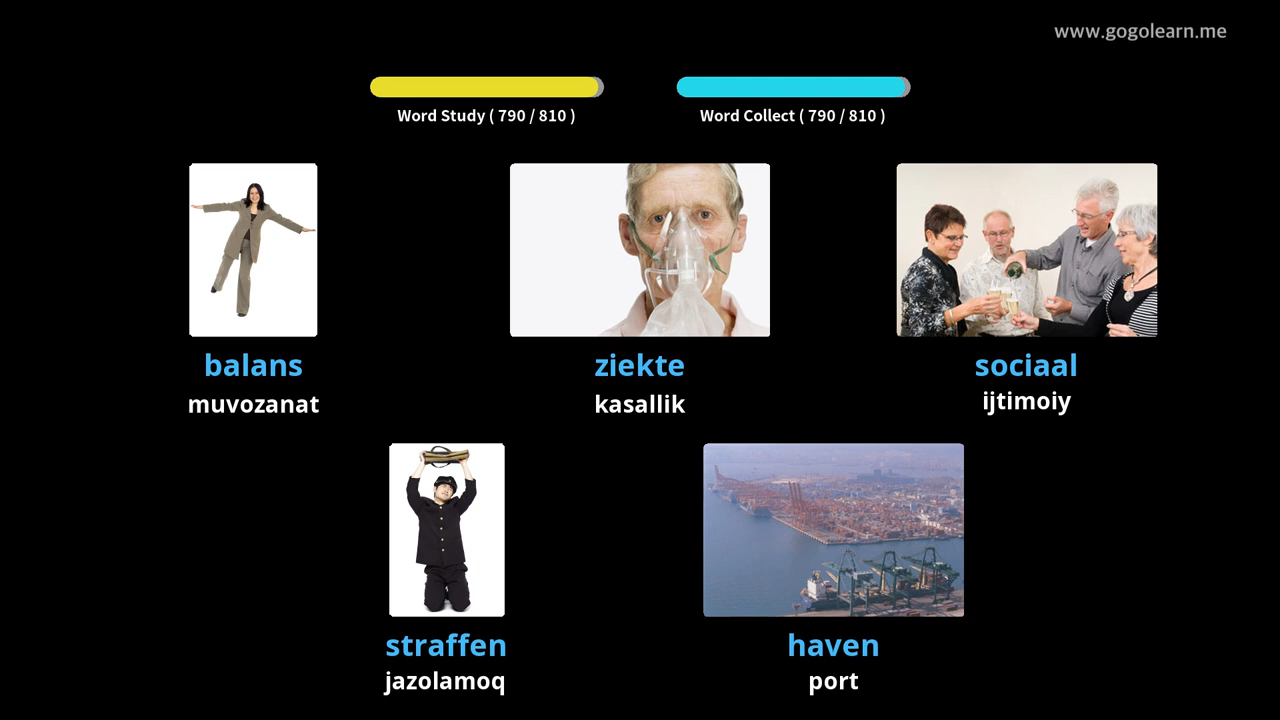 www.gogolearn.me
Word Study ( 790 / 810 )
Word Collect ( 790 / 810 )
balans
muvozanat
ziekte
kasallik
sociaal
ijtimoiy
straffen
jazolamoq
haven
port